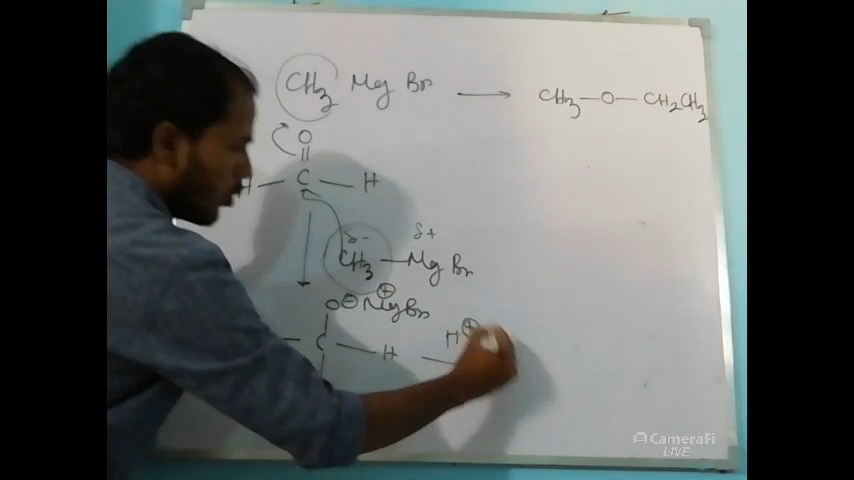 CH3 Mg Br → CH3—O—CH2CH3
O
||
H — C — H
δ- δ+
CH3 — Mg Br
O⊖ ⊕MgBr
— C — H — H⊕
CameraFi
LIVE